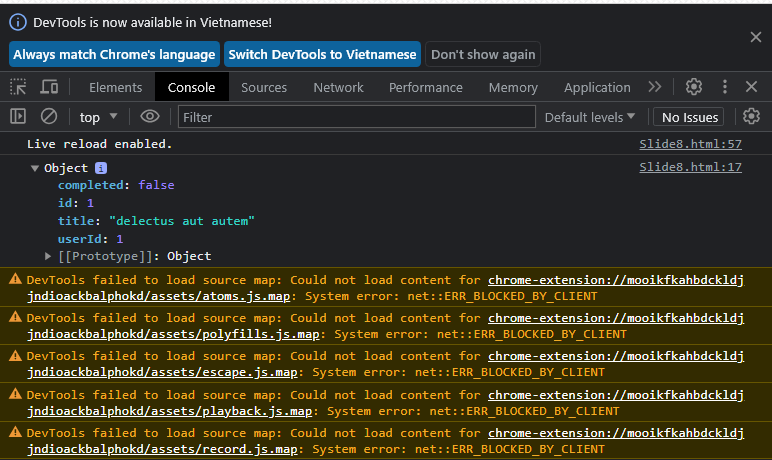 DevTools is now available in Vietnamese!
Always match Chrome's language Switch DevTools to Vietnamese Don't show again
Elements Console Sources Network Performance Memory Application
top Filter Default levels No Issues
Live reload enabled. Slide8.html:57
Object Slide8.html:17
completed: false
id: 1
title: "delectus aut autem"
userId: 1
[[Prototype]]: Object
DevTools failed to load source map: Could not load content for chrome-extension://mooikfkahbdckldj
jndioackbalphokd/assets/atoms.js.map: System error: net::ERR_BLOCKED_BY_CLIENT
DevTools failed to load source map: Could not load content for chrome-extension://mooikfkahbdckldj
jndioackbalphokd/assets/polyfills.js.map: System error: net::ERR_BLOCKED_BY_CLIENT
DevTools failed to load source map: Could not load content for chrome-extension://mooikfkahbdckldj
jndioackbalphokd/assets/escape.js.map: System error: net::ERR_BLOCKED_BY_CLIENT
DevTools failed to load source map: Could not load content for chrome-extension://mooikfkahbdckldj
jndioackbalphokd/assets/playback.js.map: System error: net::ERR_BLOCKED_BY_CLIENT
DevTools failed to load source map: Could not load content for chrome-extension://mooikfkahbdckldj
jndioackbalphokd/assets/record.js.map: System error: net::ERR_BLOCKED_BY_CLIENT